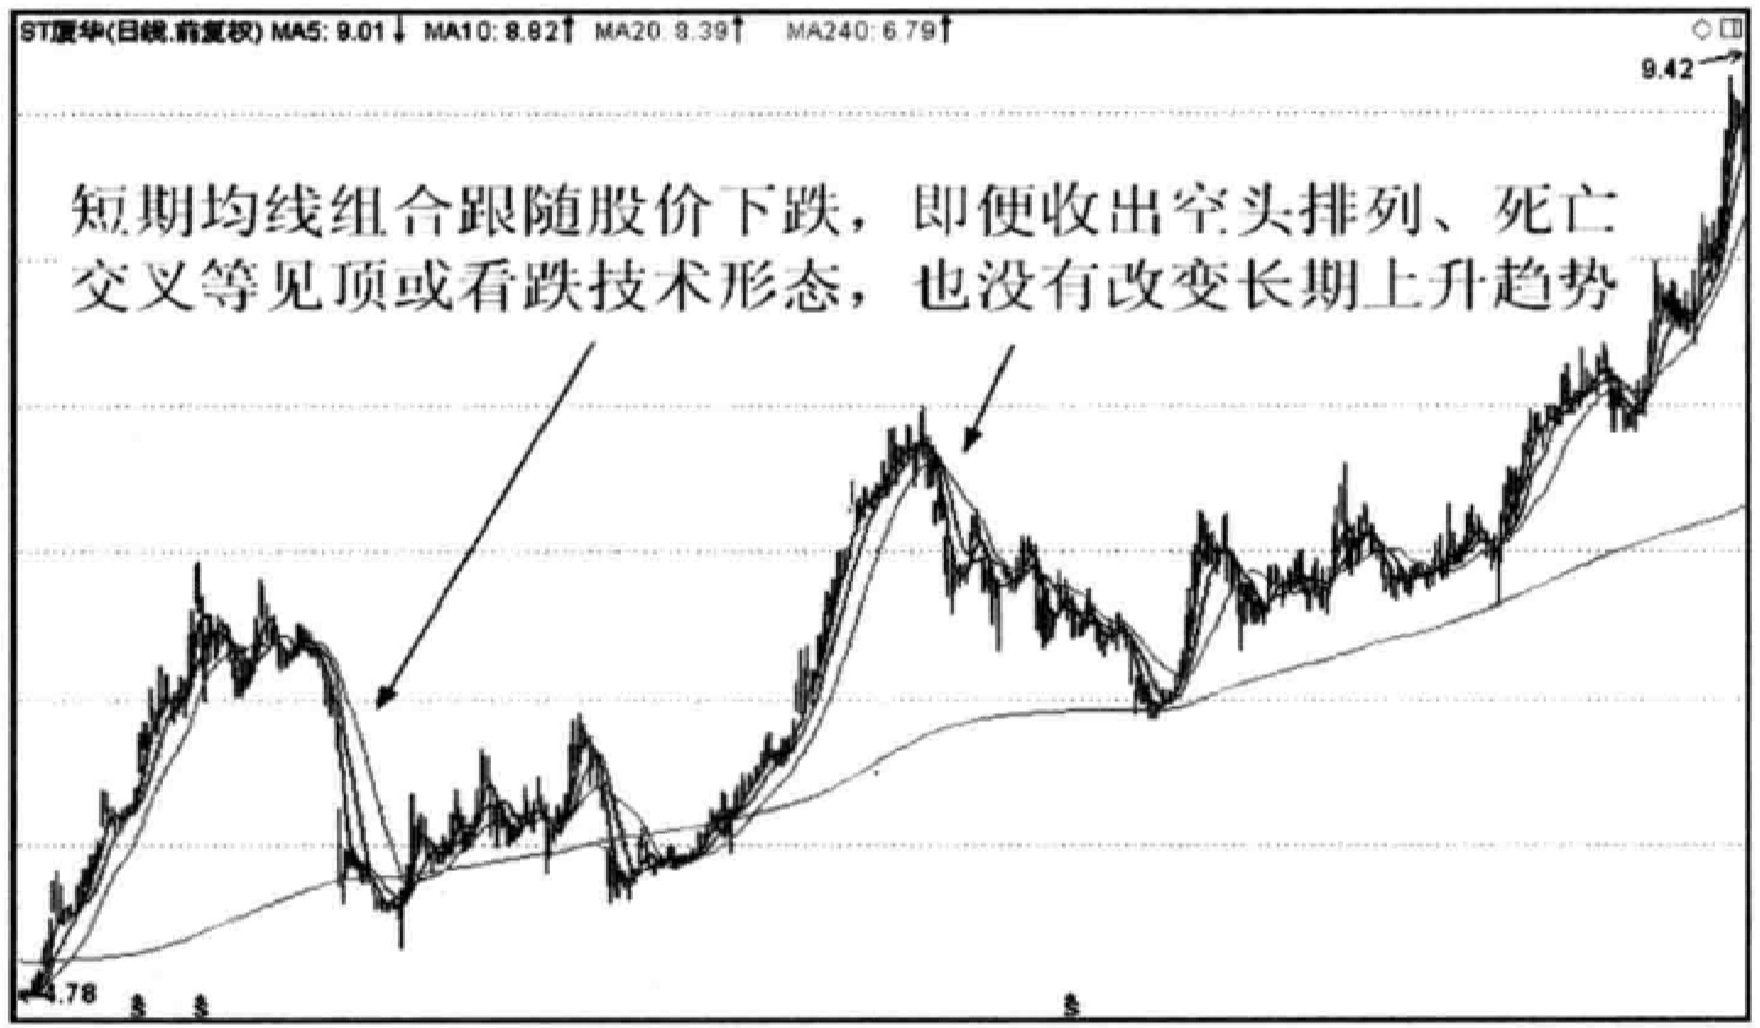 ST厦华(日线.前复权) MA5: 9.01↓ MA10: 8.82↑ MA20: 8.39↑ MA240: 6.79↑
9.42
短期均线组合跟随股价下跌，即便收出空头排列、死亡
交叉等见顶或看跌技术形态，也没有改变长期上升趋势
4.78
S S S